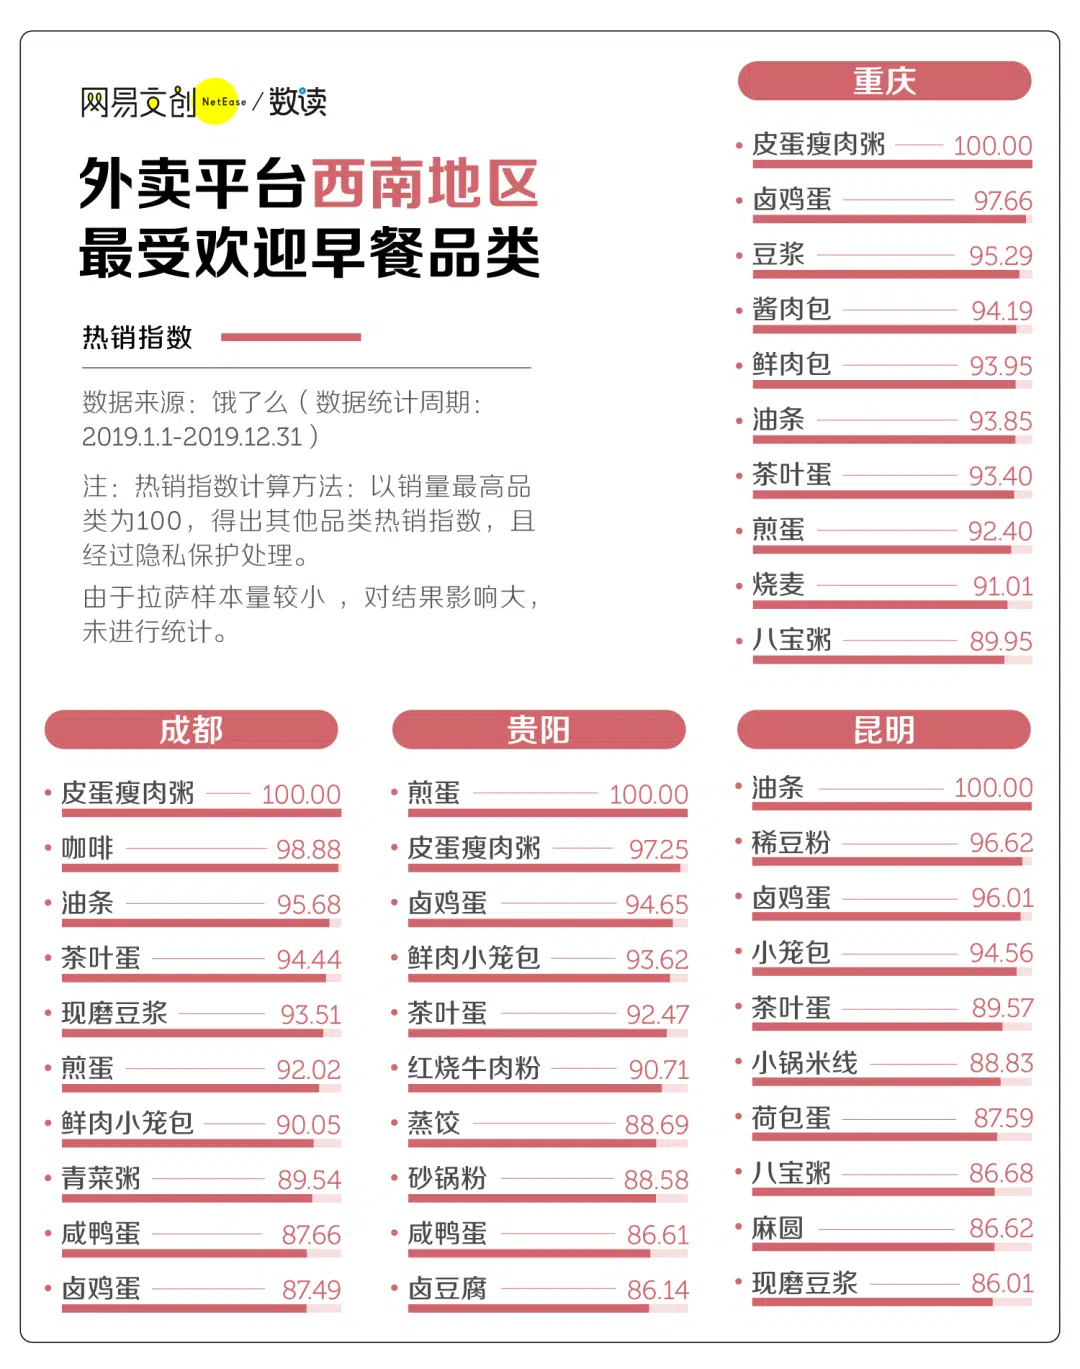 网易文创 NetEase / 数读
外卖平台西南地区
最受欢迎早餐品类
热销指数
数据来源：饿了么（数据统计周期：
2019.1.1-2019.12.31）
注：热销指数计算方法：以销量最高品
类为100，得出其他品类热销指数，且
经过隐私保护处理。
由于拉萨样本量较小，对结果影响大，
未进行统计。
重庆
皮蛋瘦肉粥 100.00
卤鸡蛋 97.66
豆浆 95.29
酱肉包 94.19
鲜肉包 93.95
油条 93.85
茶叶蛋 93.40
煎蛋 92.40
烧麦 91.01
八宝粥 89.95
成都
皮蛋瘦肉粥 100.00
咖啡 98.88
油条 95.68
茶叶蛋 94.44
现磨豆浆 93.51
煎蛋 92.02
鲜肉小笼包 90.05
青菜粥 89.54
咸鸭蛋 87.66
卤鸡蛋 87.49
贵阳
煎蛋 100.00
皮蛋瘦肉粥 97.25
卤鸡蛋 94.65
鲜肉小笼包 93.62
茶叶蛋 92.47
红烧牛肉粉 90.71
蒸饺 88.69
砂锅粉 88.58
咸鸭蛋 86.61
卤豆腐 86.14
昆明
油条 100.00
稀豆粉 96.62
卤鸡蛋 96.01
小笼包 94.56
茶叶蛋 89.57
小锅米线 88.83
荷包蛋 87.59
八宝粥 86.68
麻圆 86.62
现磨豆浆 86.01